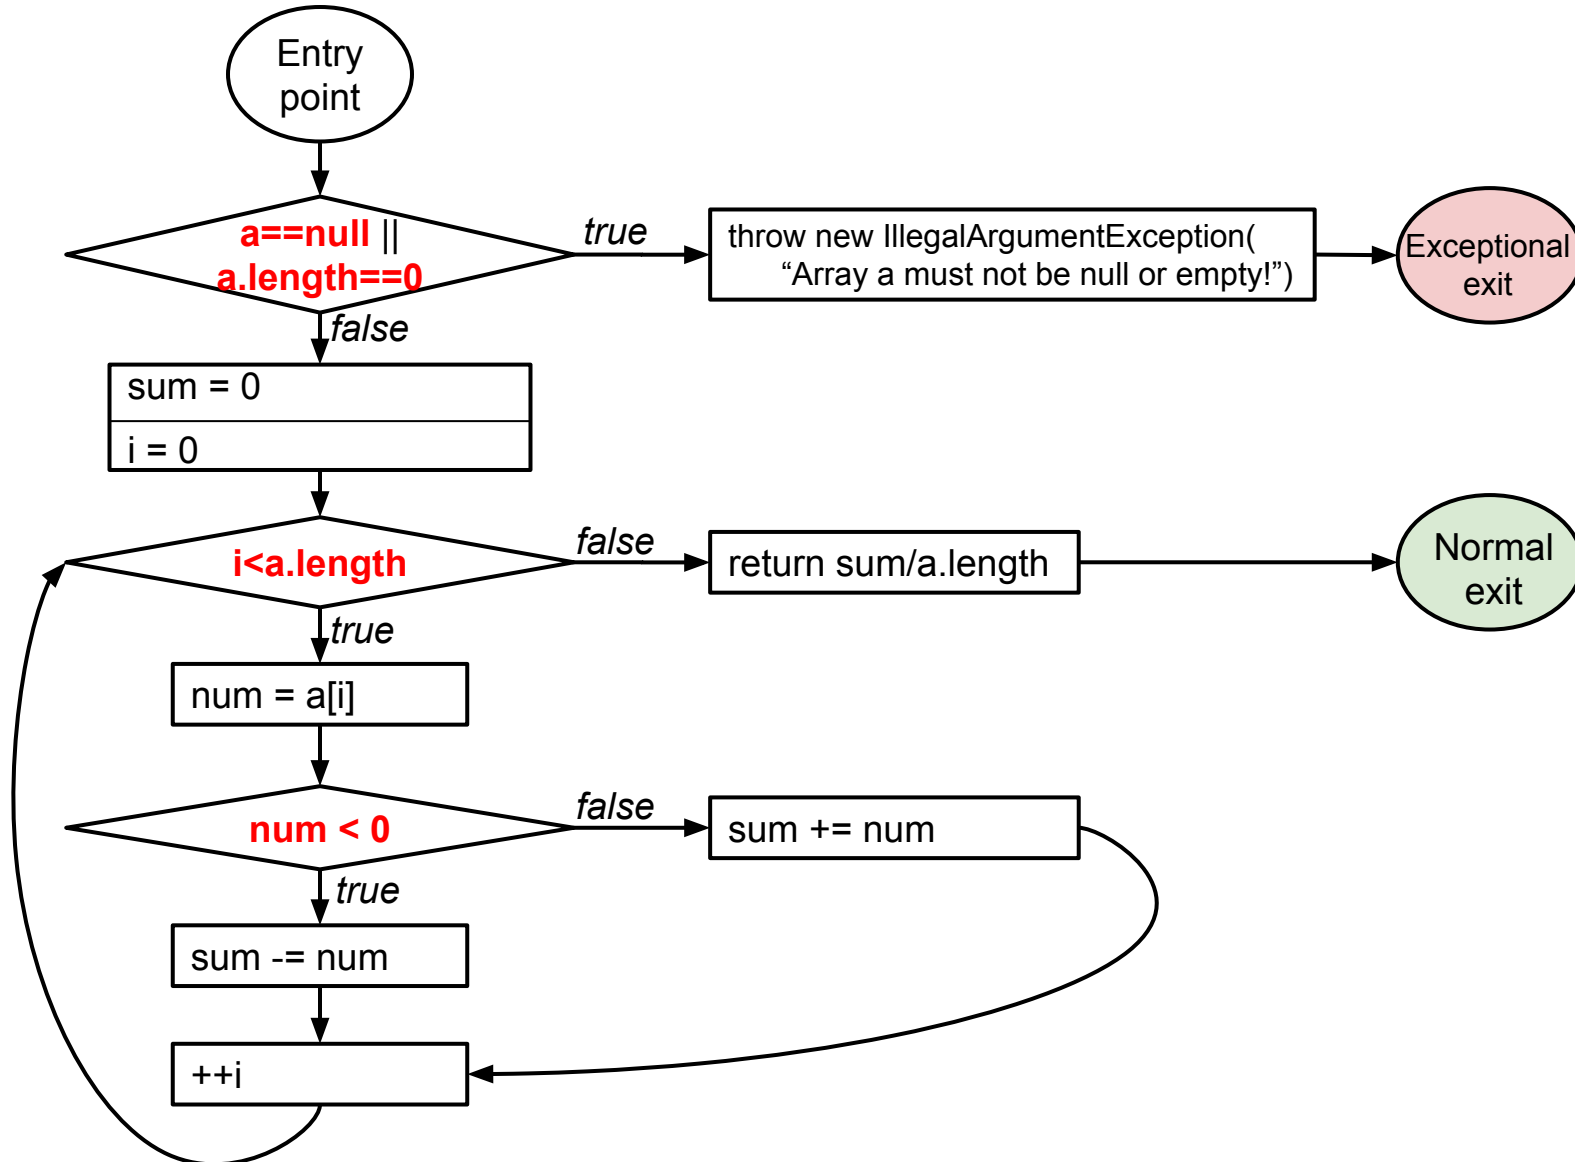 Entry
point
a==null ||
a.length==0
true
throw new IllegalArgumentException(
“Array a must not be null or empty!”)
Exceptional
exit
false
sum = 0
i = 0
i<a.length
false
return sum/a.length
Normal
exit
true
num = a[i]
num < 0
false
sum += num
true
sum -= num
++i